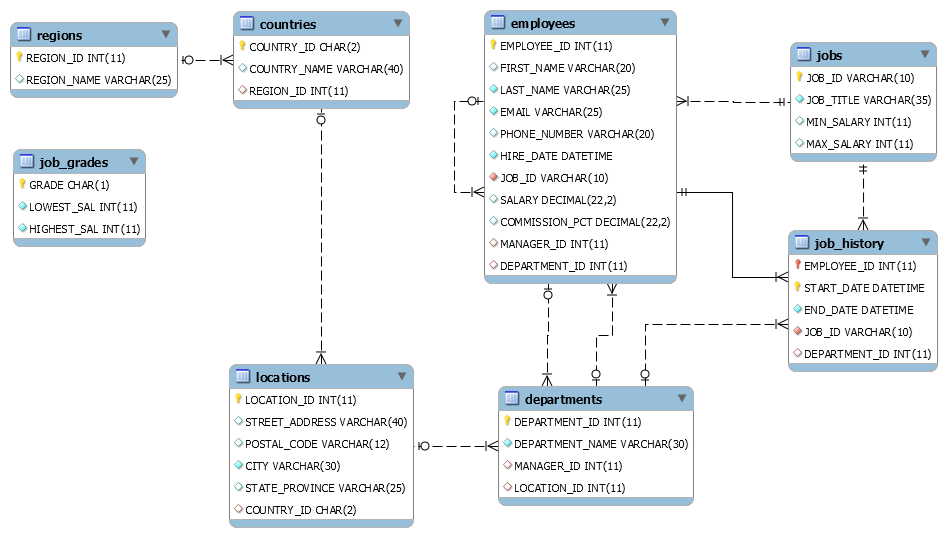 regions
REGION_ID INT(11)
REGION_NAME VARCHAR(25)
countries
COUNTRY_ID CHAR(2)
COUNTRY_NAME VARCHAR(40)
REGION_ID INT(11)
employees
EMPLOYEE_ID INT(11)
FIRST_NAME VARCHAR(20)
LAST_NAME VARCHAR(25)
EMAIL VARCHAR(25)
PHONE_NUMBER VARCHAR(20)
HIRE_DATE DATETIME
JOB_ID VARCHAR(10)
SALARY DECIMAL(22,2)
COMMISSION_PCT DECIMAL(22,2)
MANAGER_ID INT(11)
DEPARTMENT_ID INT(11)
jobs
JOB_ID VARCHAR(10)
JOB_TITLE VARCHAR(35)
MIN_SALARY INT(11)
MAX_SALARY INT(11)
job_grades
GRADE CHAR(1)
LOWEST_SAL INT(11)
HIGHEST_SAL INT(11)
job_history
EMPLOYEE_ID INT(11)
START_DATE DATETIME
END_DATE DATETIME
JOB_ID VARCHAR(10)
DEPARTMENT_ID INT(11)
locations
LOCATION_ID INT(11)
STREET_ADDRESS VARCHAR(40)
POSTAL_CODE VARCHAR(12)
CITY VARCHAR(30)
STATE_PROVINCE VARCHAR(25)
COUNTRY_ID CHAR(2)
departments
DEPARTMENT_ID INT(11)
DEPARTMENT_NAME VARCHAR(30)
MANAGER_ID INT(11)
LOCATION_ID INT(11)